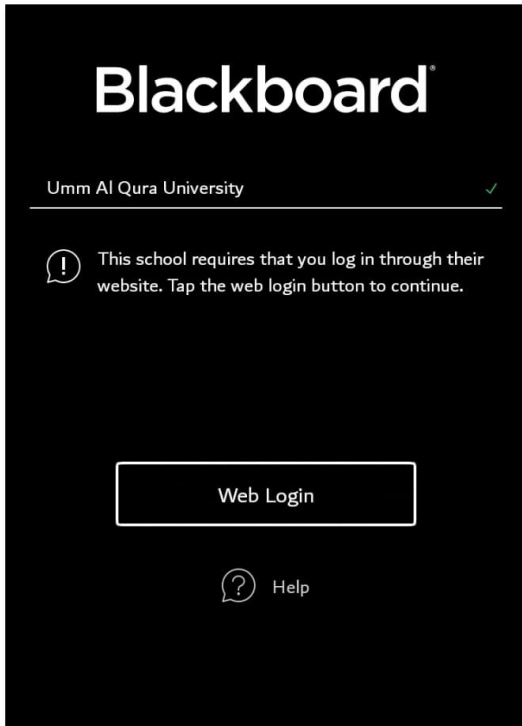 Blackboard®
Umm Al Qura University
This school requires that you log in through their
website. Tap the web login button to continue.
Web Login
Help